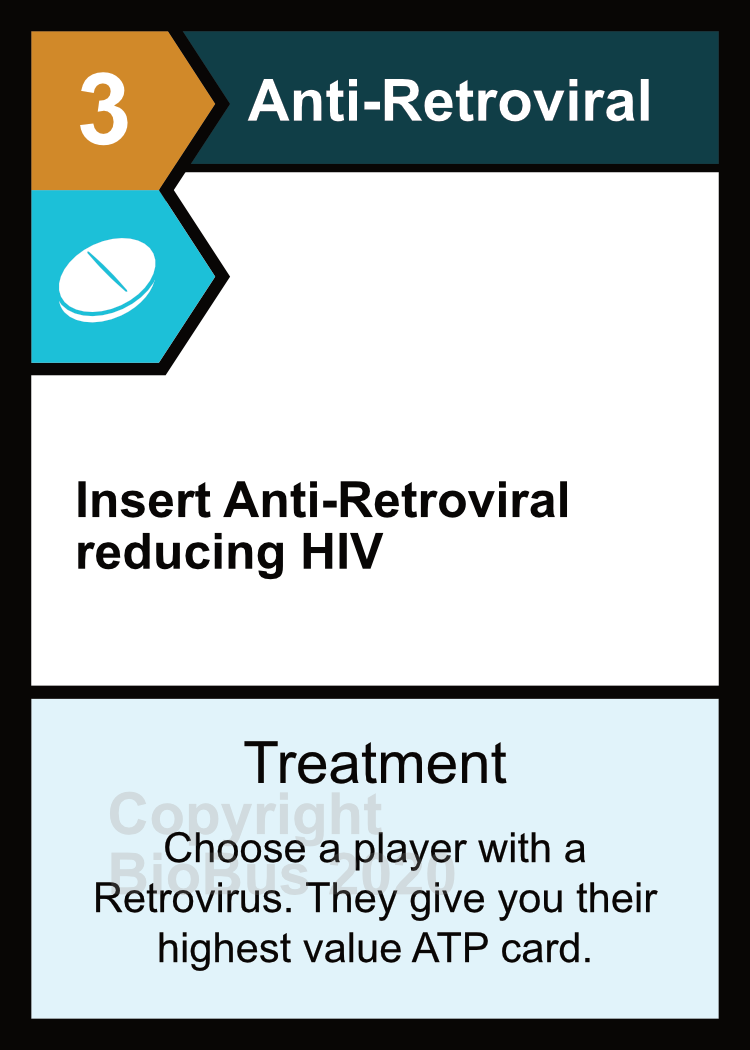 3
Anti-Retroviral
Insert Anti-Retroviral
reducing HIV
Treatment
Copyright
BioBus 2020
Choose a player with a
Retrovirus. They give you their
highest value ATP card.